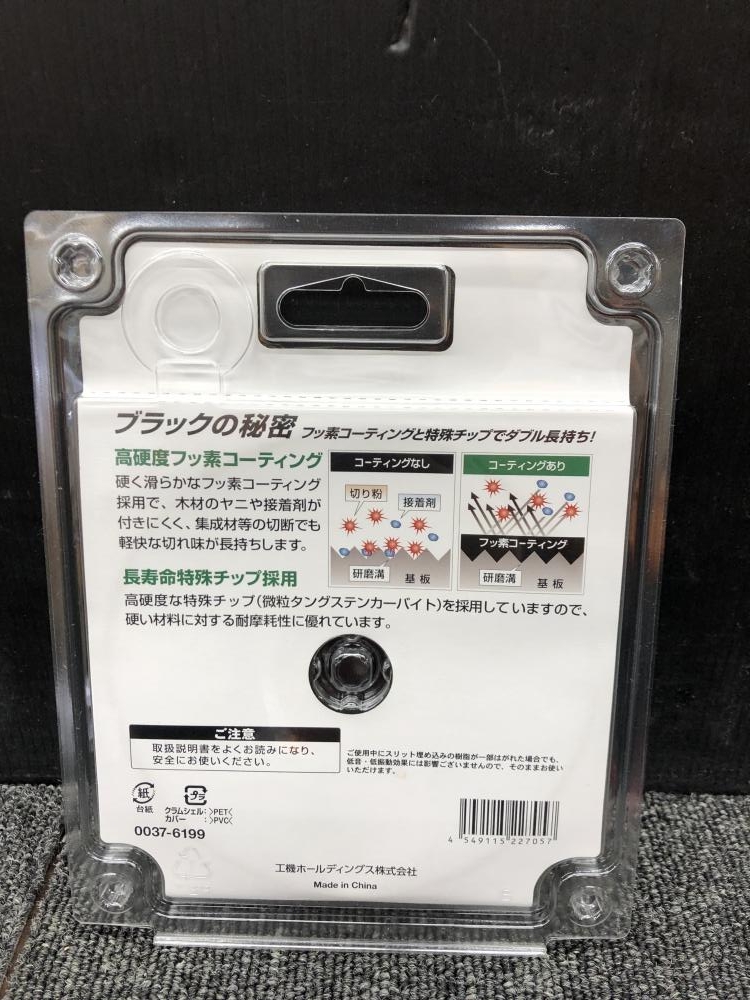 ブラックの秘密 フッ素コーティングと特殊チップでダブル長持ち!
高硬度フッ素コーティング
硬く滑らかなフッ素コーティング
採用で、木材のヤニや接着剤が
付きにくく、集成材等の切断でも
軽快な切れ味が長持ちします。
コーティングなし
切り粉
接着剤
研磨溝
基板
コーティングあり
フッ素コーティング
研磨溝
基板
長寿命特殊チップ採用
高硬度な特殊チップ(微粒タングステンカーバイト)を採用していますので、
硬い材料に対する耐摩耗性に優れています。
ご注意
取扱説明書をよくお読みになり、
安全にお使いください。
ご使用中にスリット埋め込みの樹脂が一部はがれた場合でも、
低音・低振動効果には影響ございませんので、そのままお使い
いただけます。
紙
台紙
プラ
クラムシェル:>PET<
カバー :>PVC<
0037-6199
4 549115 227057
工機ホールディングス株式会社
Made in China